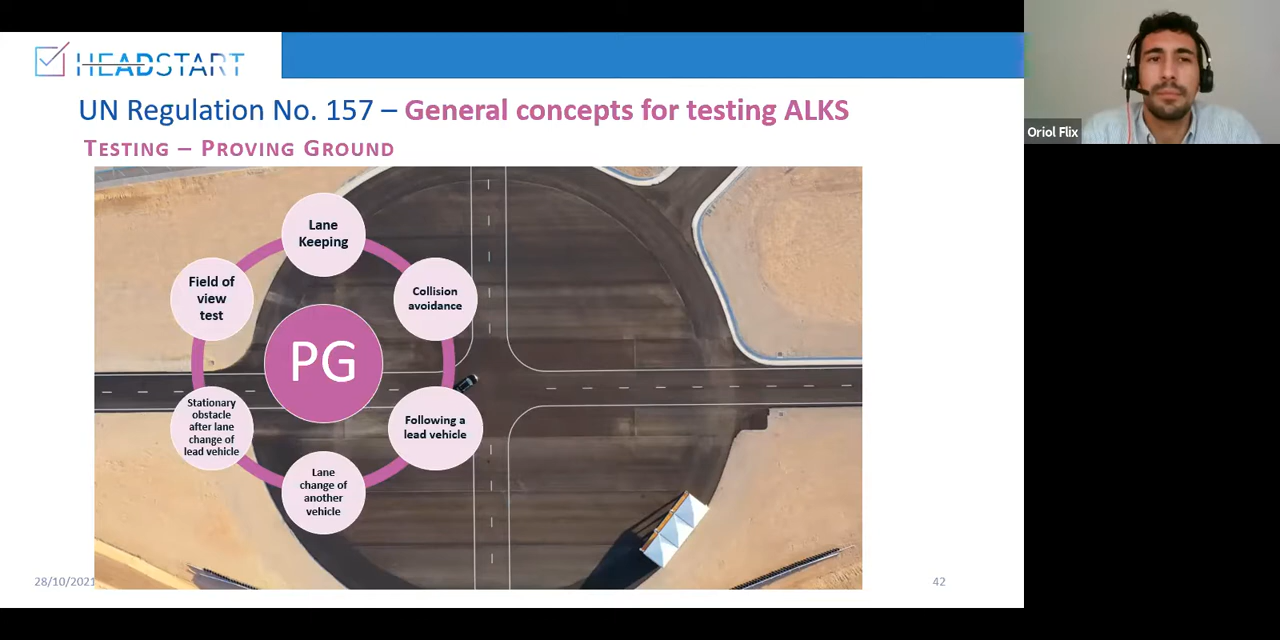 HEADSTART
UN Regulation No. 157 – General concepts for testing ALKS
TESTING – PROVING GROUND
Lane
Keeping
Collision
avoidance
Following a
lead vehicle
Lane
change of
another
vehicle
Stationary
obstacle
after lane
change of
lead vehicle
Field of
view
test
PG
28/10/2021
42
Oriol Flix